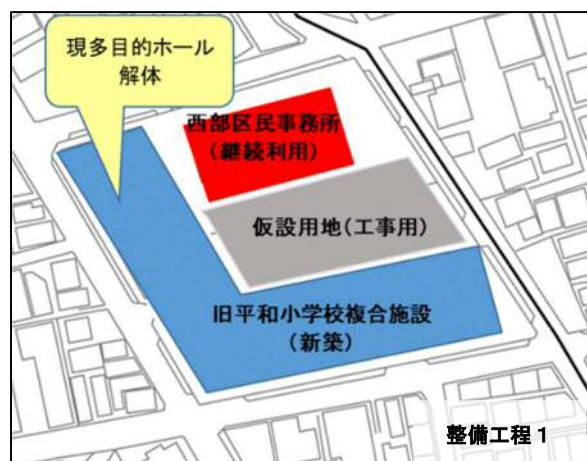 現多目的ホール
解体
西部区民事務所
（継続利用）
仮設用地（工事用）
旧平和小学校複合施設
（新築）
整備工程１